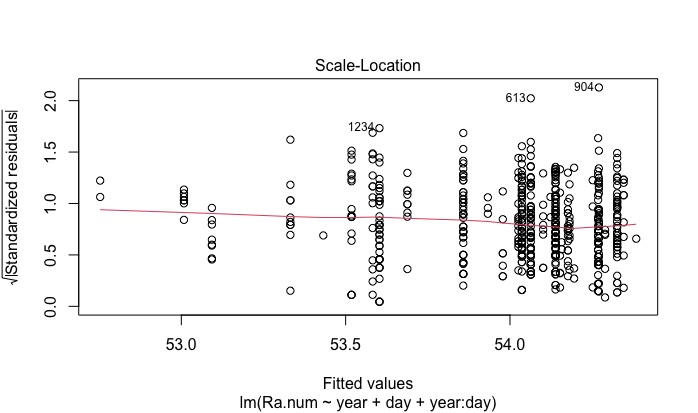 Scale-Location
√|Standardized residuals|
2.0
1.5
1.0
0.5
0.0
904
613
1234
53.0 53.5 54.0
Fitted values
lm(Ra.num ~ year + day + year:day)